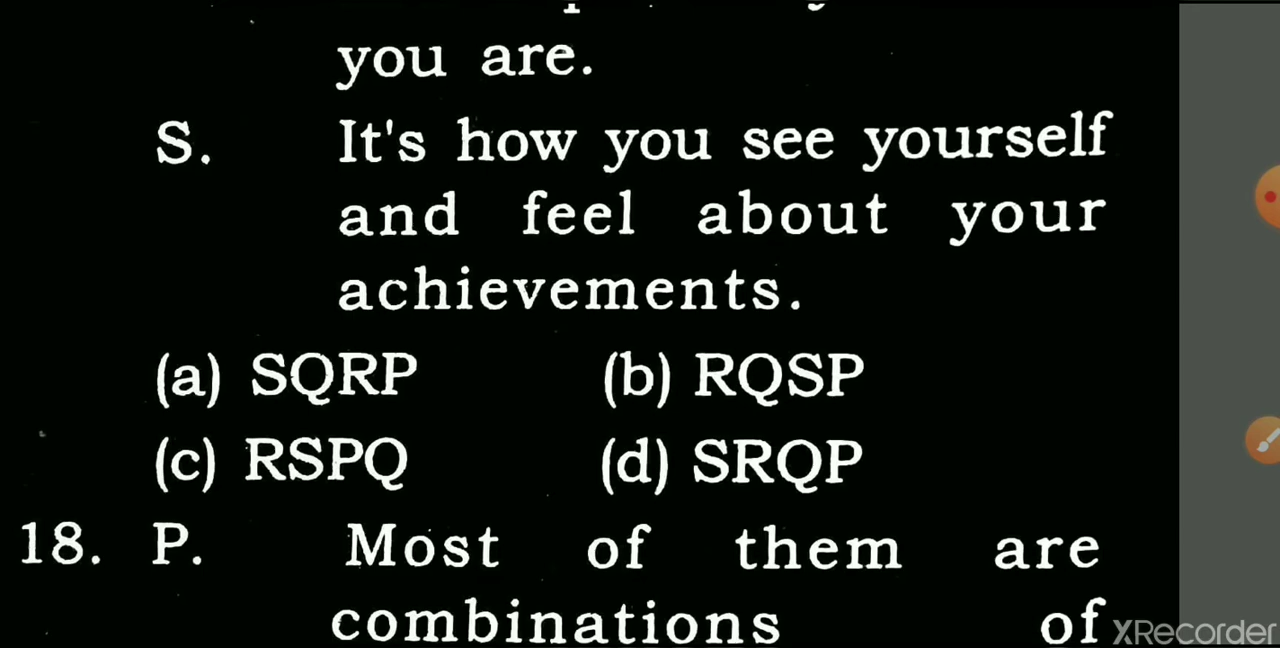 you are.
S. It's how you see yourself
and feel about your
achievements.
(a) SQRP (b) RQSP
(c) RSPQ (d) SRQP
18. P. Most of them are
combinations of
XRecorder